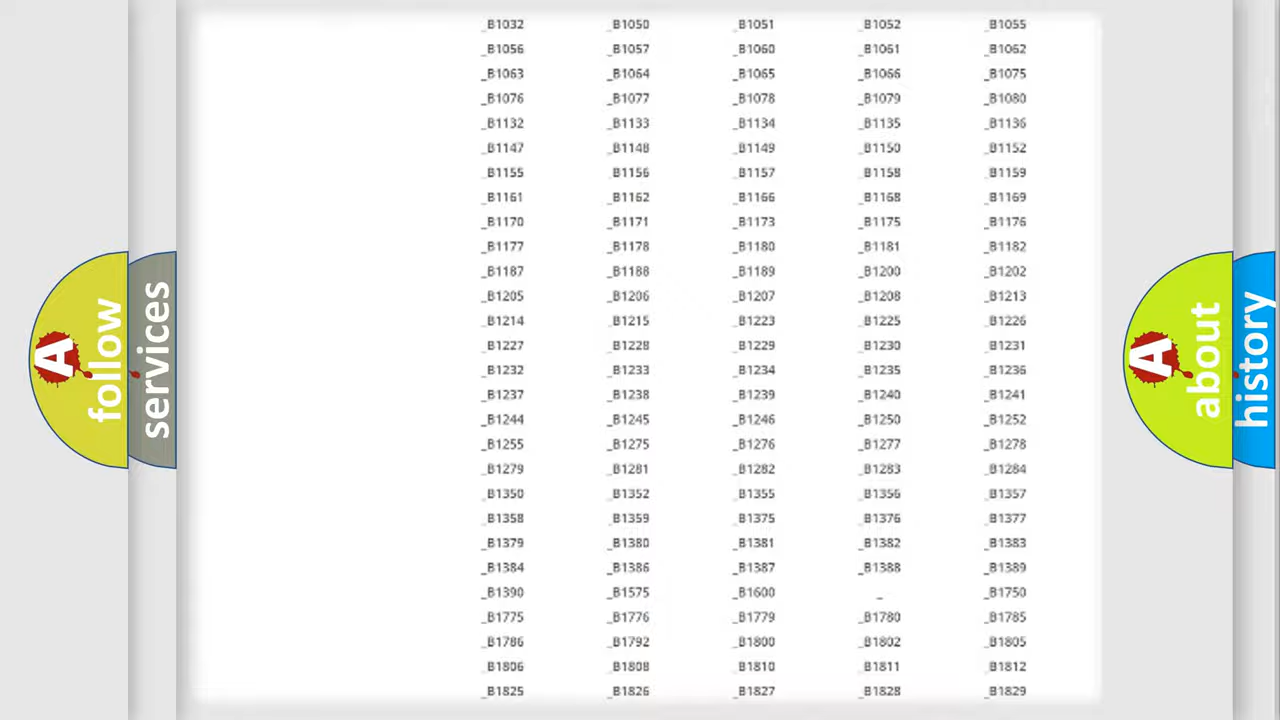 _B1032 _B1050 _B1051 _B1052 _B1055
_B1056 _B1057 _B1060 _B1061 _B1062
_B1063 _B1064 _B1065 _B1066 _B1075
_B1076 _B1077 _B1078 _B1079 _B1080
_B1132 _B1133 _B1134 _B1135 _B1136
_B1147 _B1148 _B1149 _B1150 _B1152
_B1155 _B1156 _B1157 _B1158 _B1159
_B1161 _B1162 _B1166 _B1168 _B1169
_B1170 _B1171 _B1173 _B1175 _B1176
_B1177 _B1178 _B1180 _B1181 _B1182
_B1187 _B1188 _B1189 _B1200 _B1202
_B1205 _B1206 _B1207 _B1208 _B1213
_B1214 _B1215 _B1223 _B1225 _B1226
_B1227 _B1228 _B1229 _B1230 _B1231
_B1232 _B1233 _B1234 _B1235 _B1236
_B1237 _B1238 _B1239 _B1240 _B1241
_B1244 _B1245 _B1246 _B1250 _B1252
_B1255 _B1275 _B1276 _B1277 _B1278
_B1279 _B1281 _B1282 _B1283 _B1284
_B1350 _B1352 _B1355 _B1356 _B1357
_B1358 _B1359 _B1375 _B1376 _B1377
_B1379 _B1380 _B1381 _B1382 _B1383
_B1384 _B1386 _B1387 _B1388 _B1389
_B1390 _B1575 _B1600 _ _B1750
_B1775 _B1776 _B1779 _B1780 _B1785
_B1786 _B1792 _B1800 _B1802 _B1805
_B1806 _B1808 _B1810 _B1811 _B1812
_B1825 _B1826 _B1827 _B1828 _B1829
A follow
services
A about
history